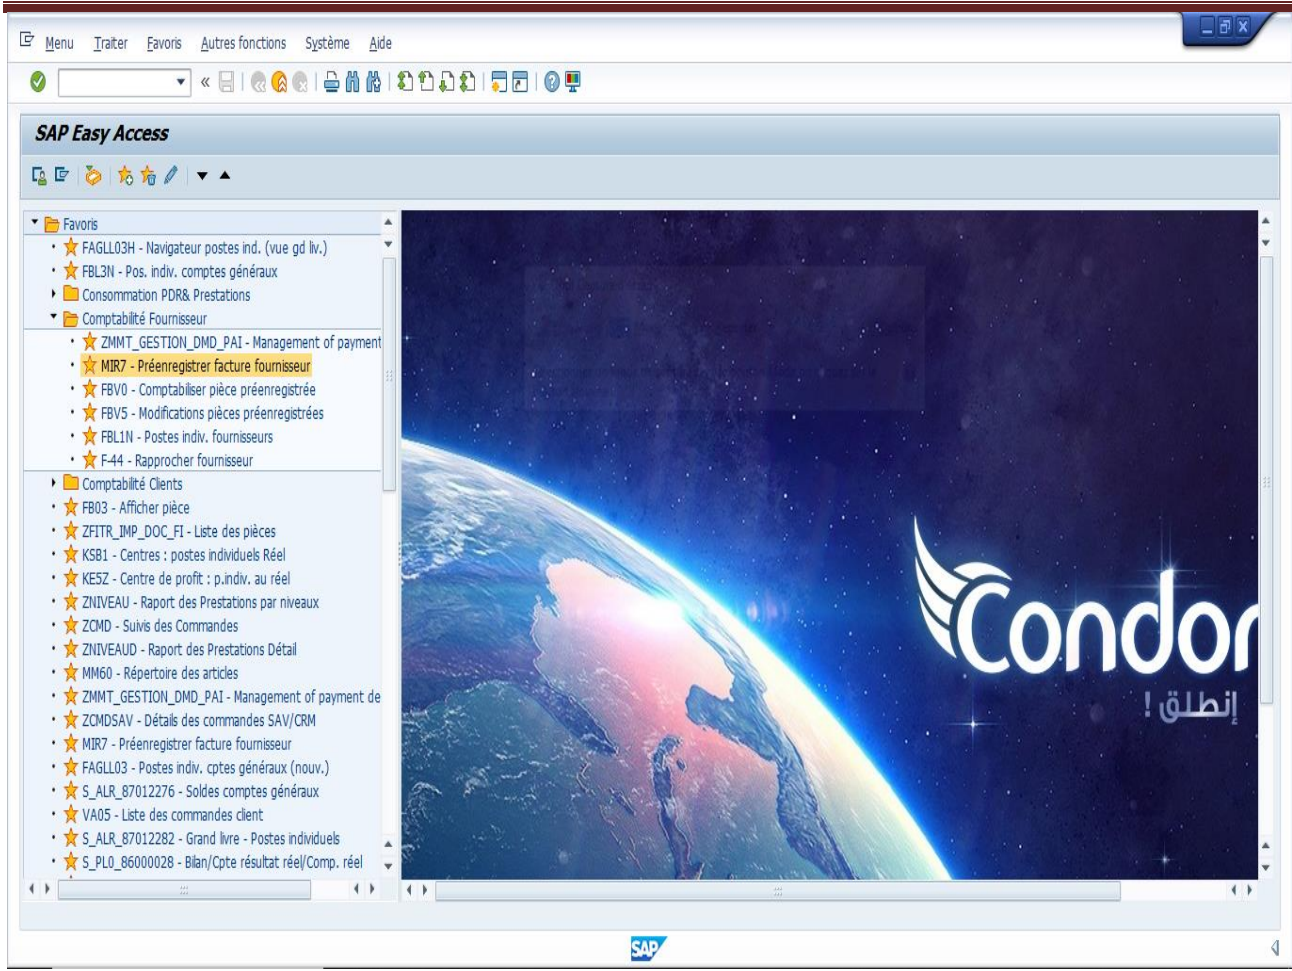 Menu Traiter Favoris Autres fonctions Système Aide
SAP Easy Access
Favoris
FAGLL03H - Navigateur postes ind. (vue gd liv.)
FBL3N - Pos. indiv. comptes généraux
Consommation PDR& Prestations
Comptabilité Fournisseur
ZMMT_GESTION_DMD_PAI - Management of payment
MIR7 - Préenregistrer facture fournisseur
FBV0 - Comptabiliser pièce préenregistrée
FBV5 - Modifications pièces préenregistrées
FBL1N - Postes indiv. fournisseurs
F-44 - Rapprocher fournisseur
Comptabilité Clients
FB03 - Afficher pièce
ZFITR_IMP_DOC_FI - Liste des pièces
KSB1 - Centres : postes individuels Réel
KE5Z - Centre de profit : p.indiv. au réel
ZNIVEAU - Raport des Prestations par niveaux
ZCMD - Suivis des Commandes
ZNIVEAUD - Raport des Prestations Détail
MM60 - Répertoire des articles
ZMMT_GESTION_DMD_PAI - Management of payment de
ZCMDSAV - Détails des commandes SAV/CRM
MIR7 - Préenregistrer facture fournisseur
FAGLL03 - Postes indiv. cptes généraux (nouv.)
S_ALR_87012276 - Soldes comptes généraux
VA05 - Liste des commandes client
S_ALR_87012282 - Grand livre - Postes individuels
S_PL0_86000028 - Bilan/Cpte résultat réel/Comp. réel
Condor
إنطلق !
SAP